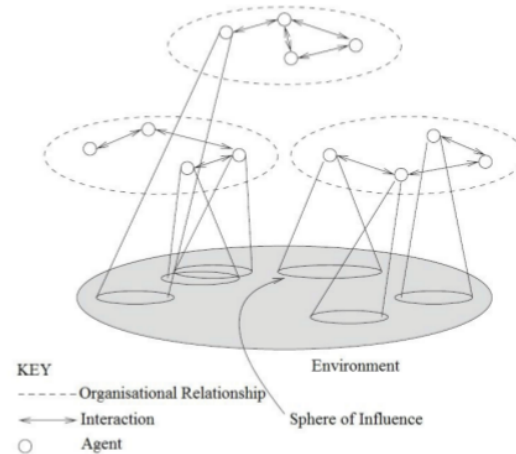 Environment
KEY
Organisational Relationship
Interaction
Sphere of Influence
Agent